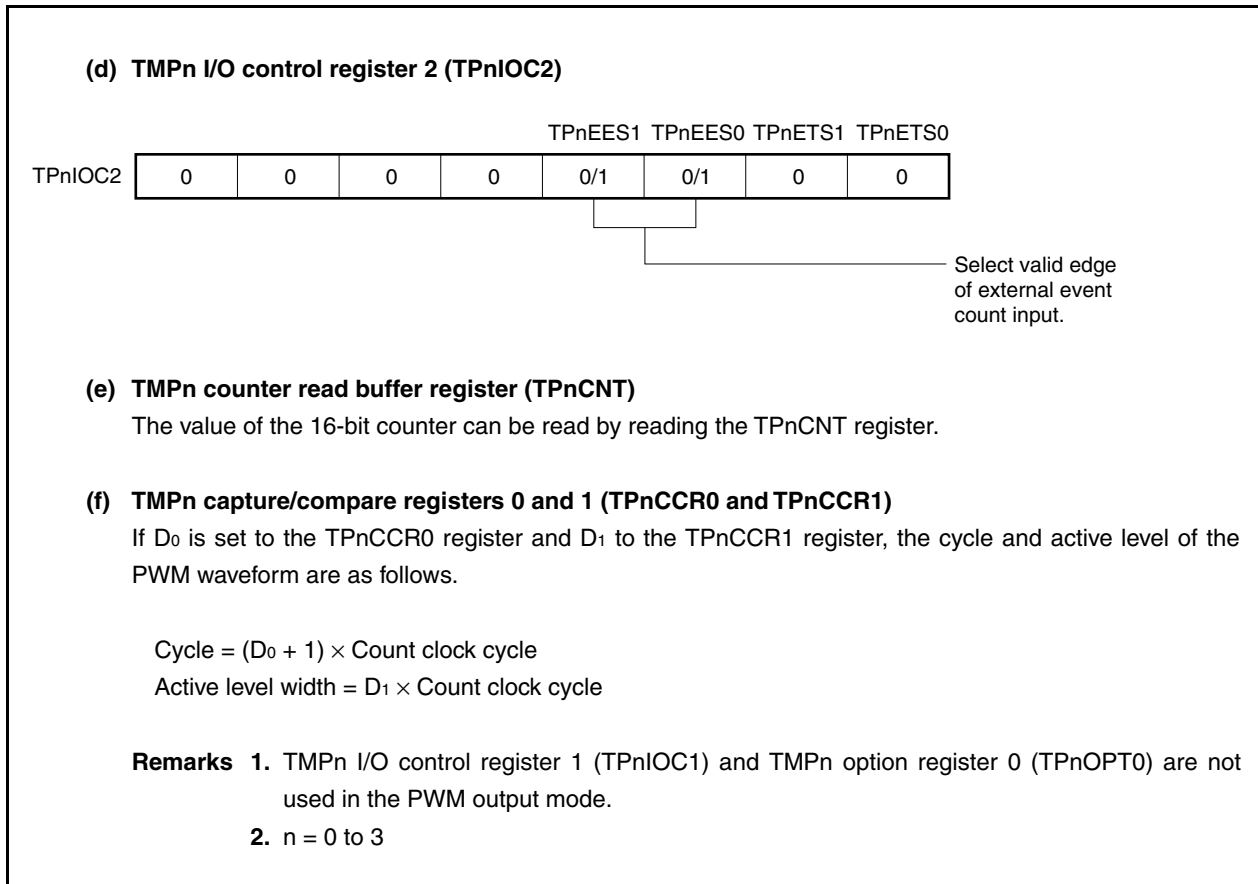 (d) TMPn I/O control register 2 (TPnIOC2)
TPnEES1 TPnEES0 TPnETS1 TPnETS0
TPnIOC2 0 0 0 0 0/1 0/1 0 0
Select valid edge
of external event
count input.
(e) TMPn counter read buffer register (TPnCNT)
The value of the 16-bit counter can be read by reading the TPnCNT register.
(f) TMPn capture/compare registers 0 and 1 (TPnCCR0 and TPnCCR1)
If D₀ is set to the TPnCCR0 register and D₁ to the TPnCCR1 register, the cycle and active level of the
PWM waveform are as follows.
Cycle = (D₀ + 1) × Count clock cycle
Active level width = D₁ × Count clock cycle
Remarks 1. TMPn I/O control register 1 (TPnIOC1) and TMPn option register 0 (TPnOPT0) are not
used in the PWM output mode.
2. n = 0 to 3